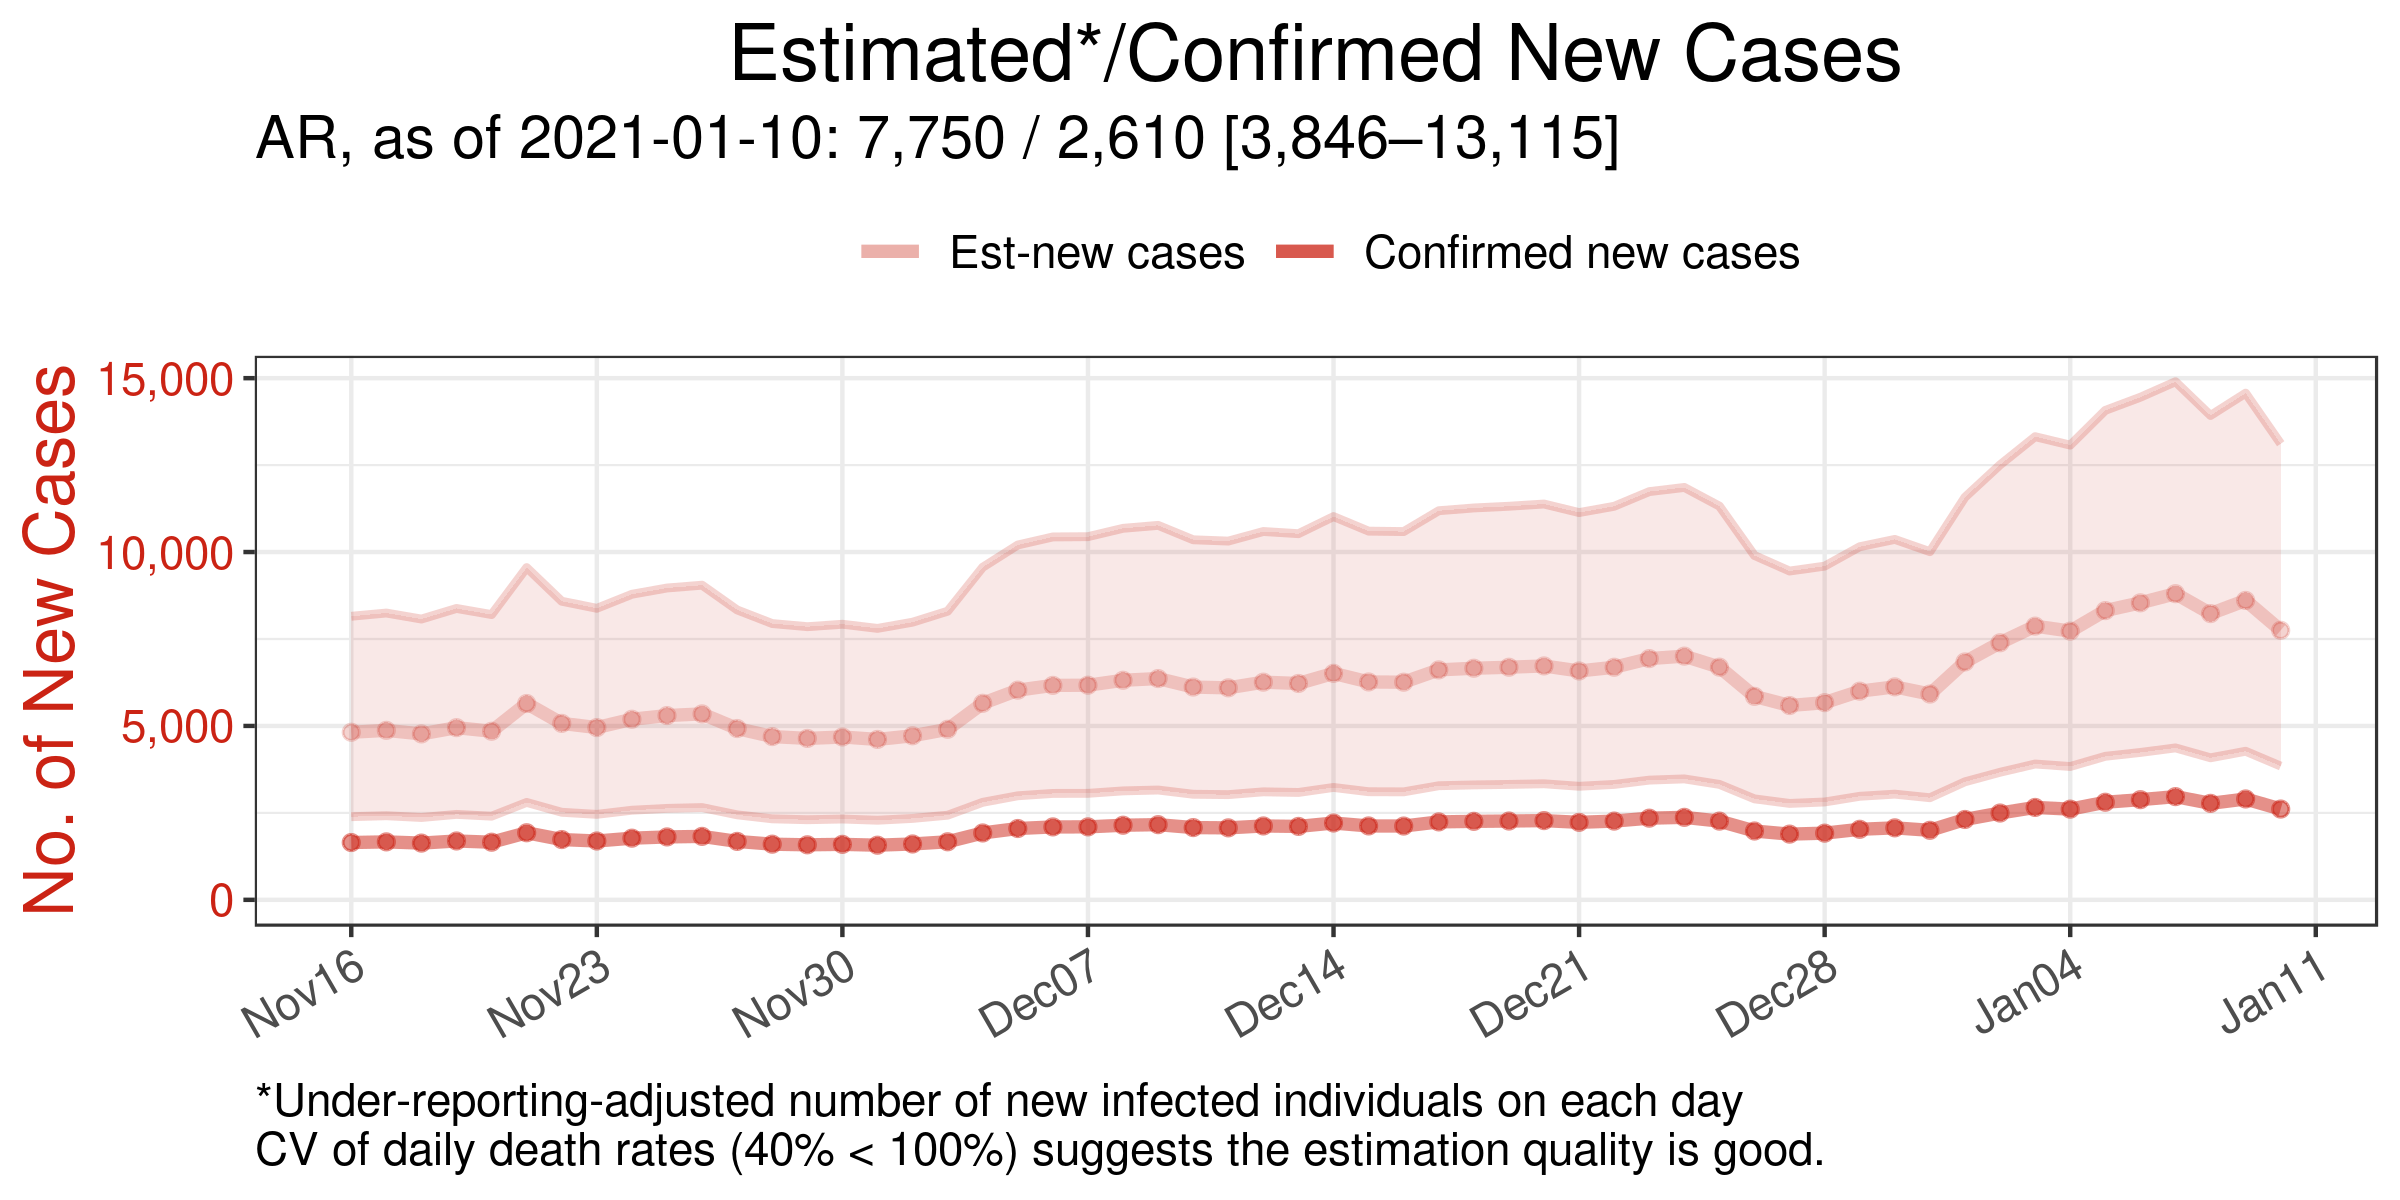 Estimated*/Confirmed New Cases
AR, as of 2021-01-10: 7,750 / 2,610 [3,846–13,115]
Est-new cases
Confirmed new cases
No. of New Cases
15,000
10,000
5,000
0
Nov16
Nov23
Nov30
Dec07
Dec14
Dec21
Dec28
Jan04
Jan11
*Under-reporting-adjusted number of new infected individuals on each day
CV of daily death rates (40% < 100%) suggests the estimation quality is good.